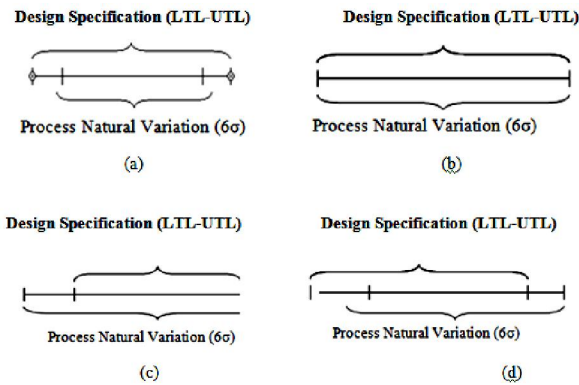 Design Specification (LTL-UTL)
Process Natural Variation (6σ)
(a)
Design Specification (LTL-UTL)
Process Natural Variation (6σ)
(b)
Design Specification (LTL-UTL)
Process Natural Variation (6σ)
(c)
Design Specification (LTL-UTL)
Process Natural Variation (6σ)
(d)